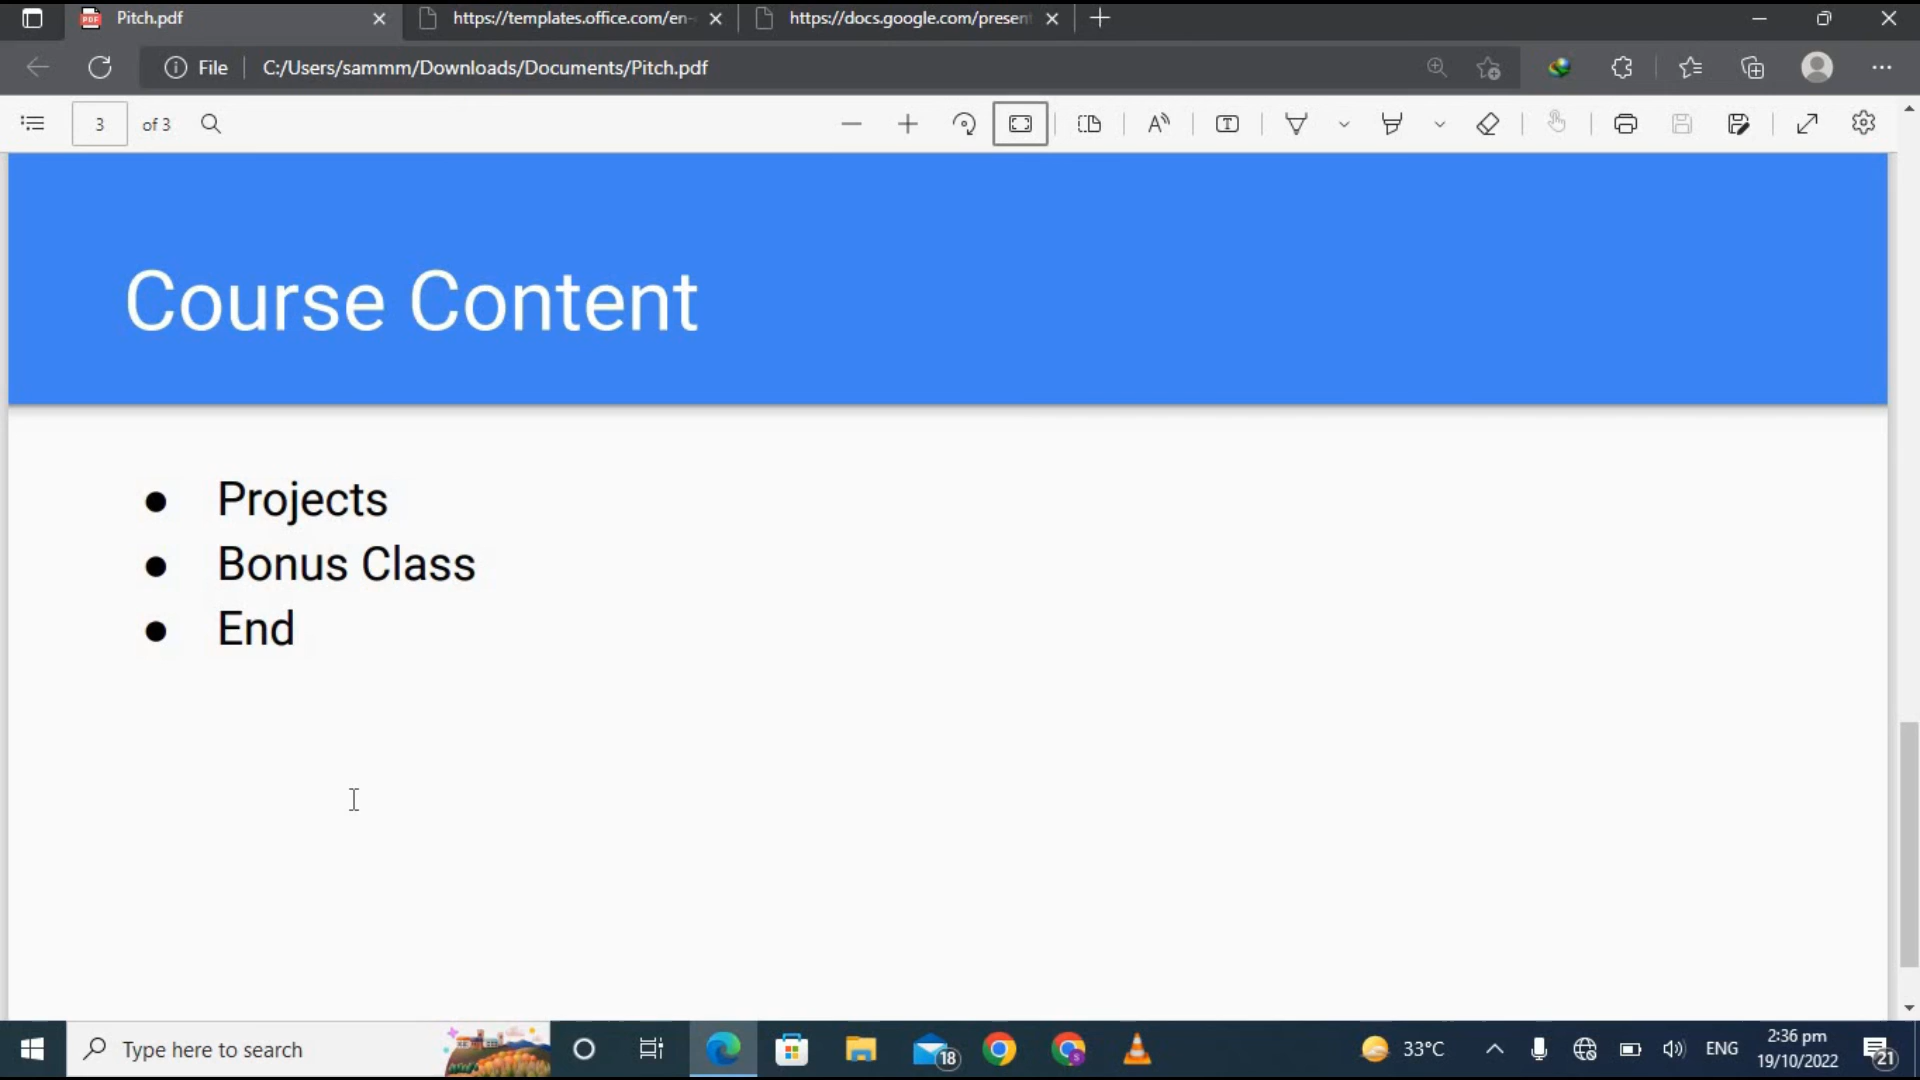 Pitch.pdf
https://templates.office.com/en-
https://docs.google.com/presen
File
C:/Users/sammm/Downloads/Documents/Pitch.pdf
3
of 3
Course Content
● Projects
● Bonus Class
● End
Type here to search
18
33°C
ENG
2:36 pm
19/10/2022
21